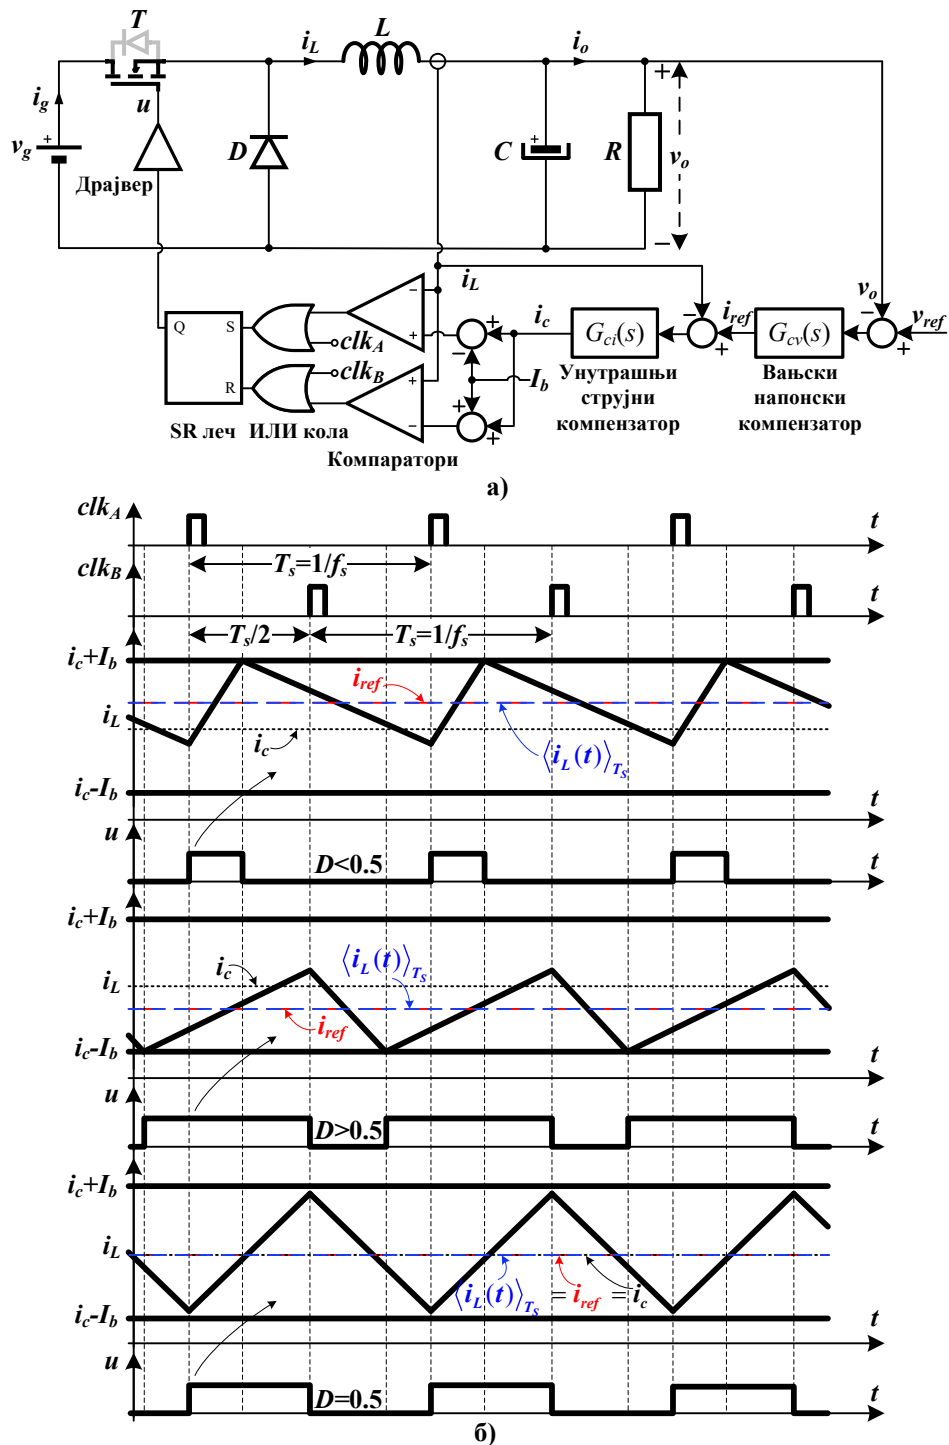 T
i_L
L
i_o
i_g
u
+
v_g
Драјвер
D
+
C
R
+
v_o
−
i_L
v_o
Q
S
R
clk_A
clk_B
−
+
+
−
+
−
+
+
i_c
I_b
G_ci(s)
−
+
i_ref
G_cv(s)
−
+
v_ref
Унутрашњи
струјни
компензатор
Вањски
напонски
компензатор
SR леч
ИЛИ кола
Компаратори
а)
clk_A
t
T_s=1/f_s
clk_B
t
T_s/2
T_s=1/f_s
i_c+I_b
i_ref
i_L
i_c
⟨i_L(t)⟩_Ts
i_c-I_b
t
u
D<0.5
t
i_c+I_b
i_c
⟨i_L(t)⟩_Ts
i_L
i_ref
i_c-I_b
t
u
D>0.5
t
i_c+I_b
i_L
⟨i_L(t)⟩_Ts = i_ref = i_c
i_c-I_b
t
u
D=0.5
t
б)